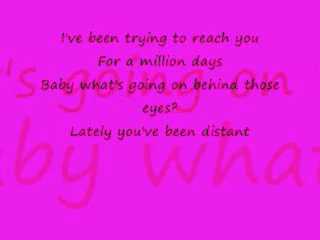 I've been trying to reach you
For a million days
Baby what's going on behind those
eyes?
Lately you've been distant
's going on
aby what